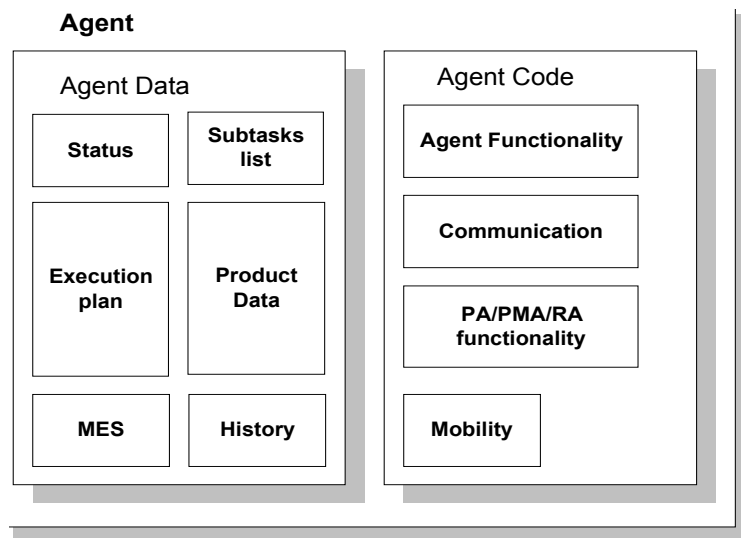 Agent
Agent Data
Status
Subtasks
list
Execution
plan
Product
Data
MES
History
Agent Code
Agent Functionality
Communication
PA/PMA/RA
functionality
Mobility